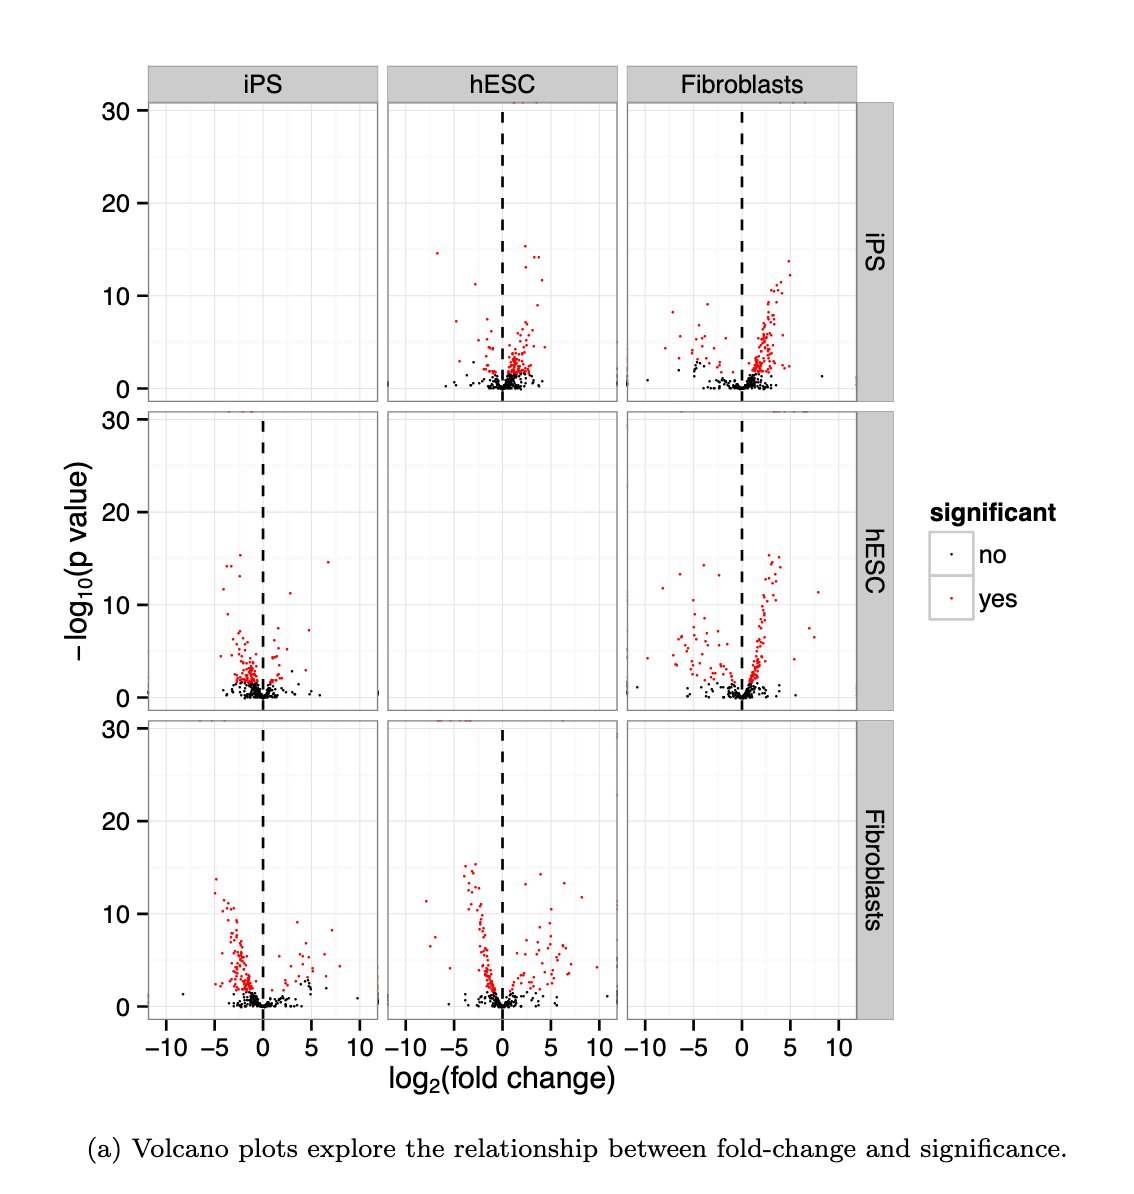 iPS hESC Fibroblasts
30
20
10
0
iPS
30
20
10
0
hESC
30
20
10
0
Fibroblasts
−log₁₀(p value)
significant
no
yes
−10 −5 0 5 10 −10 −5 0 5 10 −10 −5 0 5 10
log₂(fold change)
(a) Volcano plots explore the relationship between fold-change and significance.